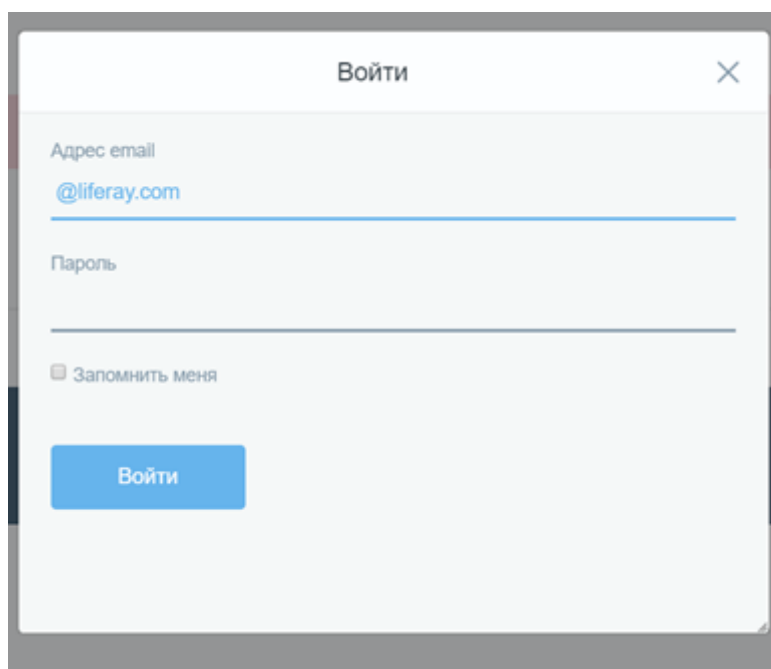 Войти
Адрес email
@liferay.com
Пароль
Запомнить меня
Войти